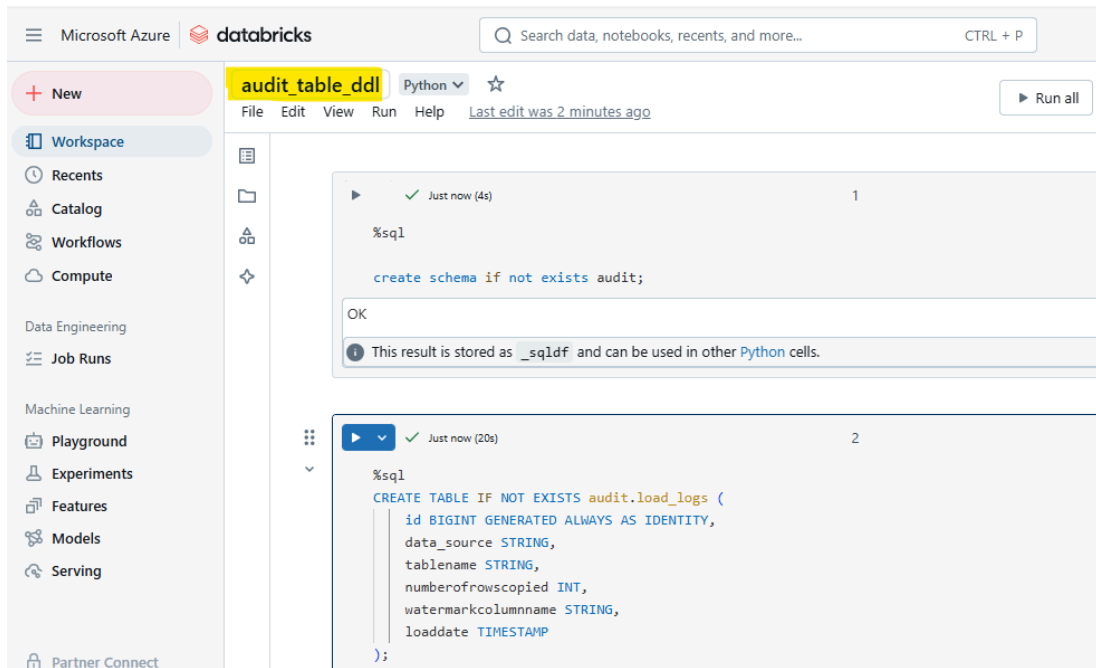 Microsoft Azure databricks Search data, notebooks, recents, and more... CTRL + P
New
Workspace
Recents
Catalog
Workflows
Compute
Data Engineering
Job Runs
Machine Learning
Playground
Experiments
Features
Models
Serving
Partner Connect
audit_table_ddl Python
File Edit View Run Help Last edit was 2 minutes ago
Run all
Just now (4s) 1
%sql
create schema if not exists audit;
OK
This result is stored as _sqldf and can be used in other Python cells.
Just now (20s) 2
%sql
CREATE TABLE IF NOT EXISTS audit.load_logs (
id BIGINT GENERATED ALWAYS AS IDENTITY,
data_source STRING,
tablename STRING,
numberofrowscopied INT,
watermarkcolumnname STRING,
loaddate TIMESTAMP
);